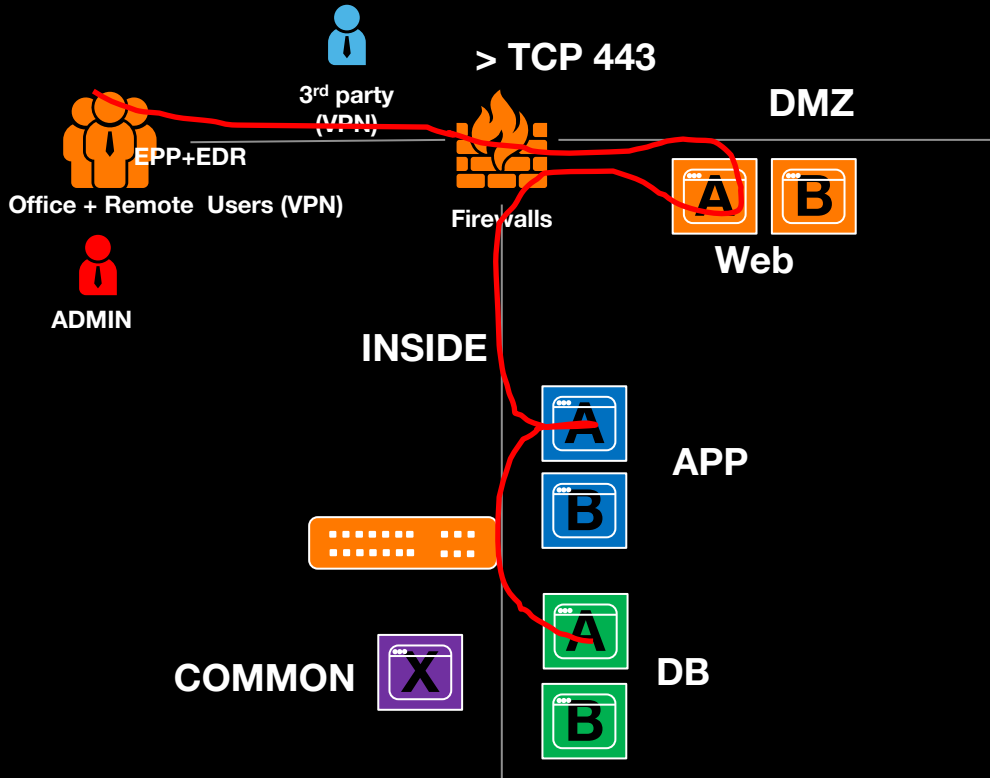 > TCP 443
3rd party
(VPN)
DMZ
EPP+EDR
Office + Remote Users (VPN)
Firewalls
A
B
Web
ADMIN
INSIDE
A
APP
B
A
COMMON
X
DB
B